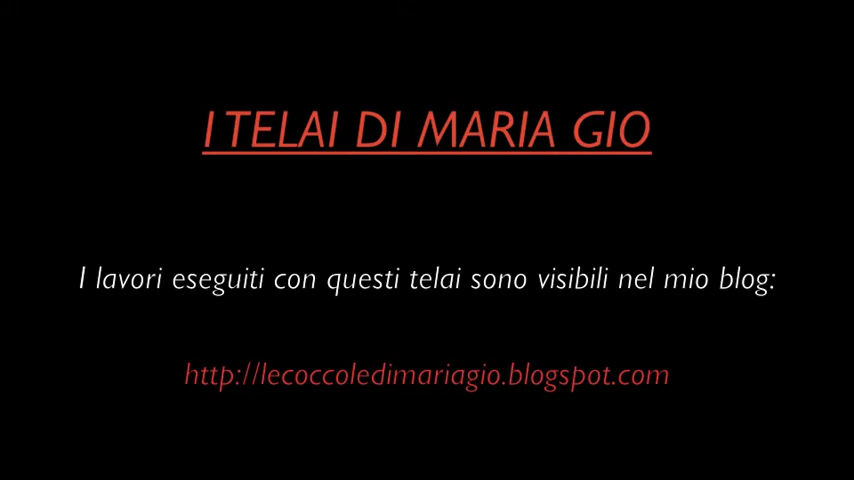 I TELAI DI MARIA GIO
I lavori eseguiti con questi telai sono visibili nel mio blog:
http://lecoccoledimariagio.blogspot.com